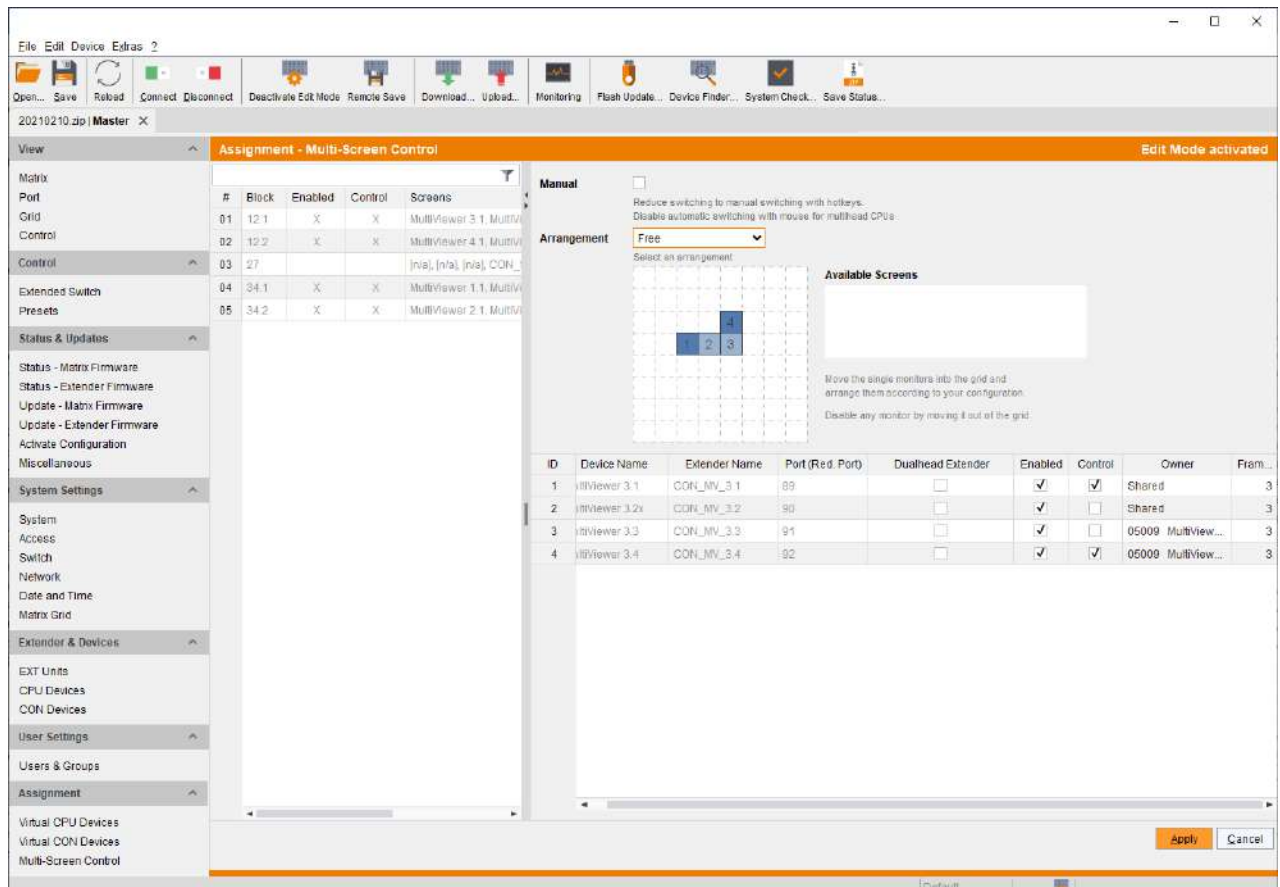 File Edit Device Extras ?
Open... Save Reload Connect Disconnect Deactivate Edit Mode Remote Save Download... Upload... Monitoring Flash Update... Device Finder... System Check... Save Status...
20210210.zip | Master X
View
Matrix
Port
Grid
Control
Control
Extended Switch
Presets
Status & Updates
Status - Matrix Firmware
Status - Extender Firmware
Update - Matrix Firmware
Update - Extender Firmware
Activate Configuration
Miscellaneous
System Settings
System
Access
Switch
Network
Date and Time
Matrix Grid
Extender & Devices
EXT Units
CPU Devices
CON Devices
User Settings
Users & Groups
Assignment
Virtual CPU Devices
Virtual CON Devices
Multi-Screen Control
Assignment - Multi-Screen Control Edit Mode activated
# Block Enabled Control Screens
01 12.1 X X MultiViewer 3.1, MultiVi
02 12.2 X X MultiViewer 4.1, MultiVi
03 27 [n/a], [n/a], [n/a], CON_
04 34.1 X X MultiViewer 1.1, MultiVi
05 34.2 X X MultiViewer 2.1, MultiVi
Manual
Reduce switching to manual switching with hotkeys.
Disable automatic switching with mouse for multihead CPUs
Arrangement Free
Select an arrangement
4
1 2 3
Available Screens
Move the single monitors into the grid and
arrange them according to your configuration.
Disable any monitor by moving it out of the grid.
ID Device Name Extender Name Port (Red. Port) Dualhead Extender Enabled Control Owner Fram...
1 ltiViewer 3.1 CON_MV_3.1 89 Shared 3
2 ltiViewer 3.2x CON_MV_3.2 90 Shared 3
3 ltiViewer 3.3 CON_MV_3.3 91 05009 MultiView... 3
4 ltiViewer 3.4 CON_MV_3.4 92 05009 MultiView... 3
Apply Cancel